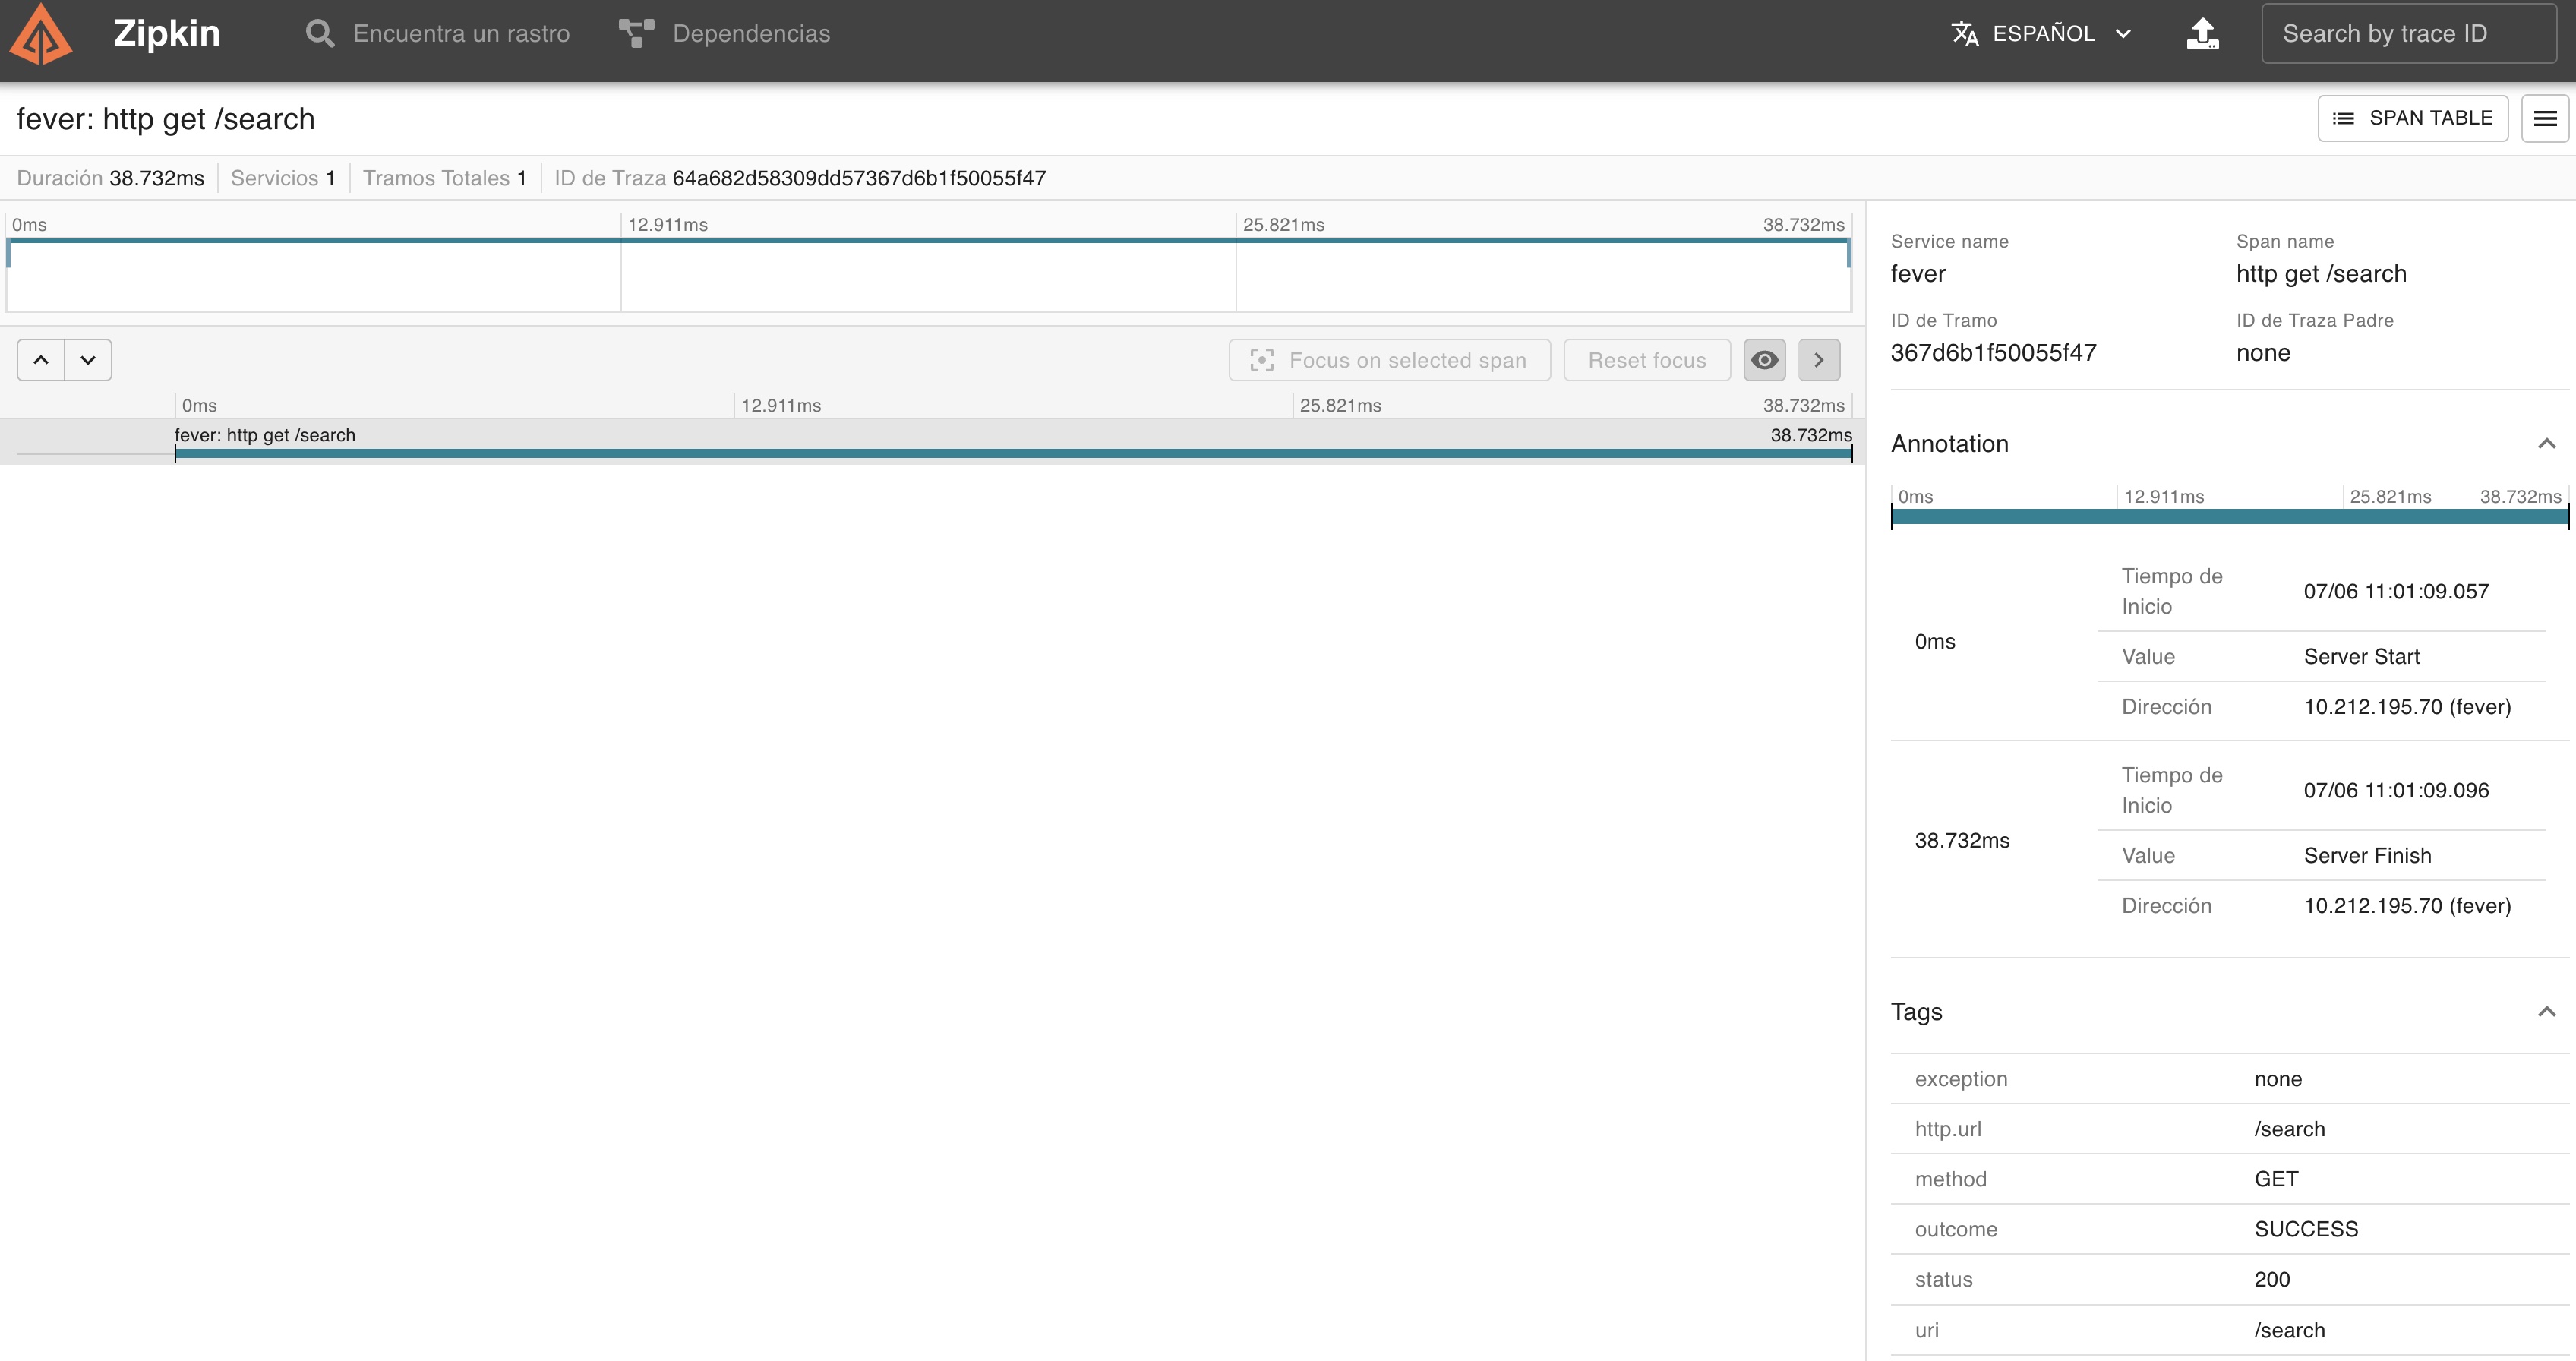 Zipkin
Encuentra un rastro
Dependencias
ESPAÑOL
Search by trace ID
fever: http get /search
SPAN TABLE
Duración 38.732ms
Servicios 1
Tramos Totales 1
ID de Traza 64a682d58309dd57367d6b1f50055f47
0ms
12.911ms
25.821ms
38.732ms
Focus on selected span
Reset focus
0ms
12.911ms
25.821ms
38.732ms
fever: http get /search
38.732ms
Service name
fever
Span name
http get /search
ID de Tramo
367d6b1f50055f47
ID de Traza Padre
none
Annotation
0ms
12.911ms
25.821ms
38.732ms
0ms
Tiempo de
Inicio
07/06 11:01:09.057
Value
Server Start
Dirección
10.212.195.70 (fever)
38.732ms
Tiempo de
Inicio
07/06 11:01:09.096
Value
Server Finish
Dirección
10.212.195.70 (fever)
Tags
exception
none
http.url
/search
method
GET
outcome
SUCCESS
status
200
uri
/search